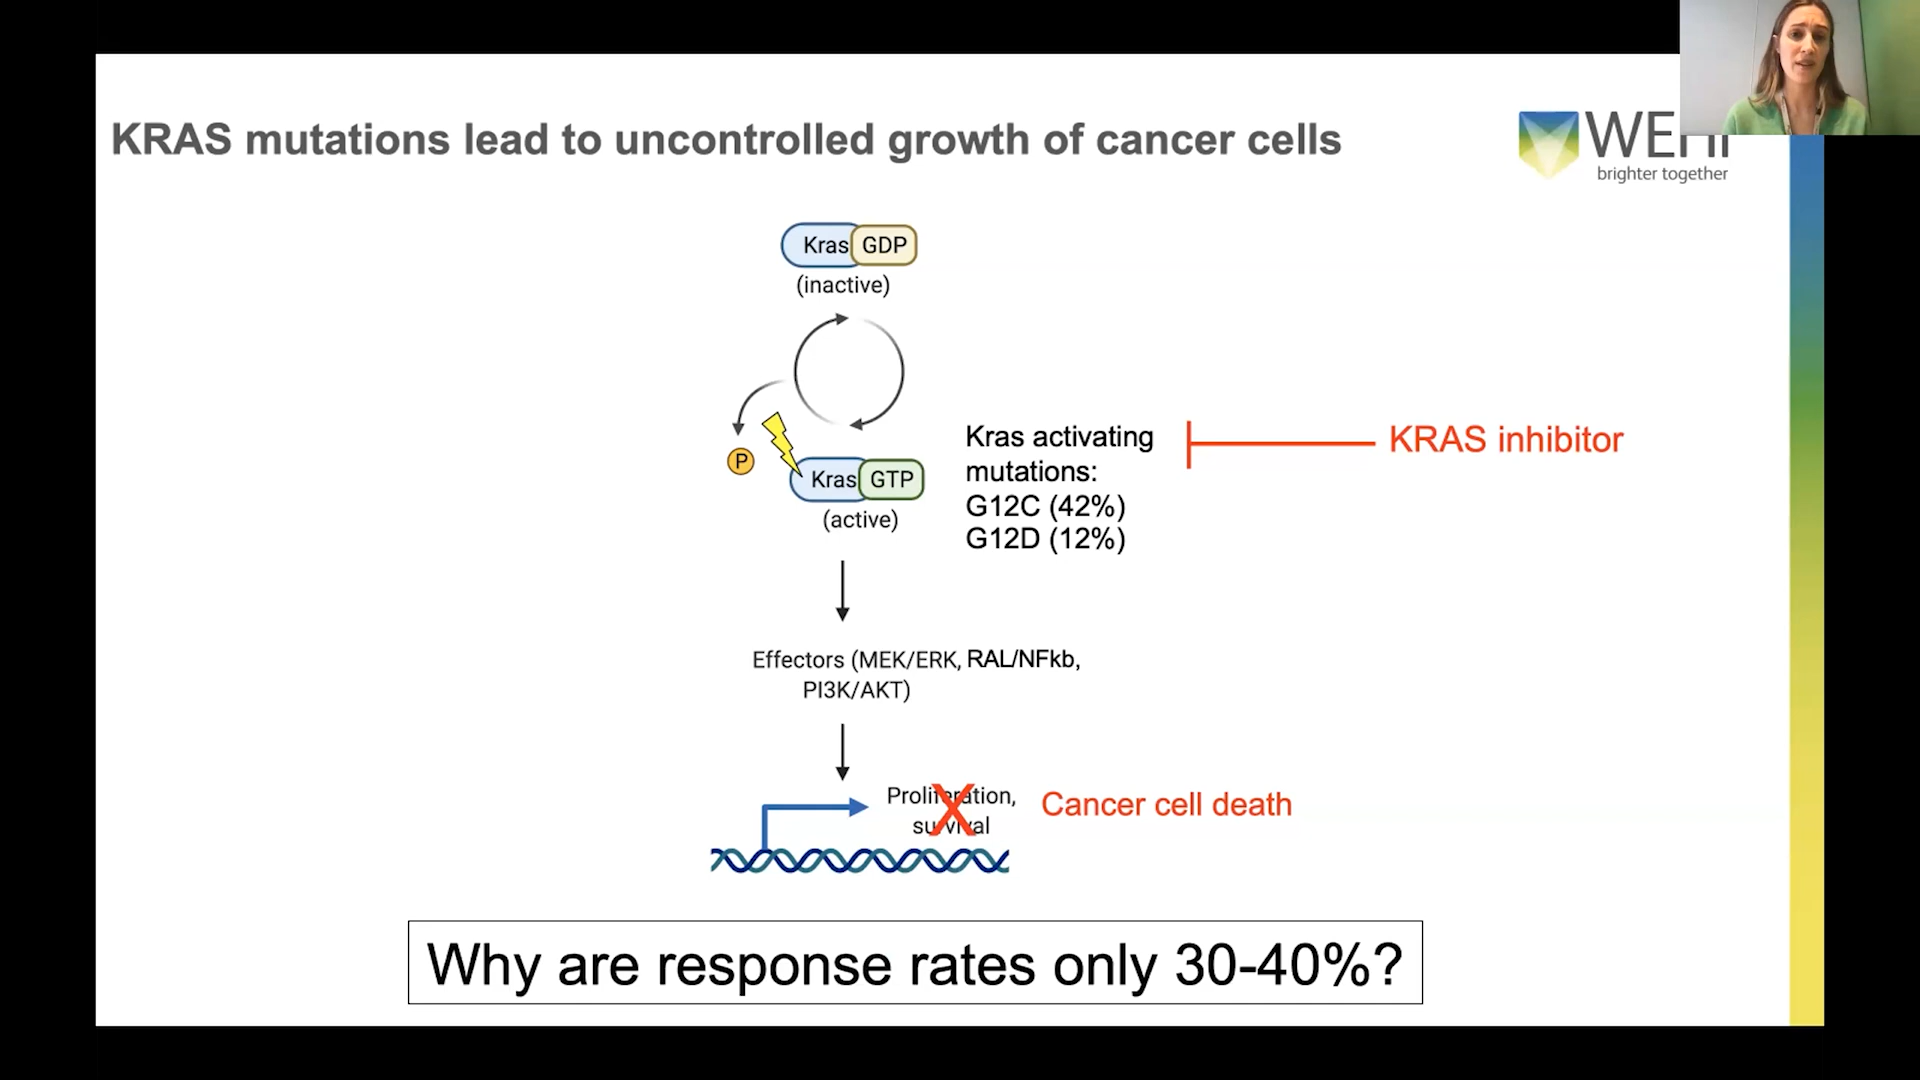 KRAS mutations lead to uncontrolled growth of cancer cells
WEHI
brighter together
Kras GDP
(inactive)
P
Kras GTP
(active)
Kras activating
mutations:
G12C (42%)
G12D (12%)
KRAS inhibitor
Effectors (MEK/ERK, RAL/NFkb,
PI3K/AKT)
Proliferation,
survival
Cancer cell death
X
Why are response rates only 30-40%?